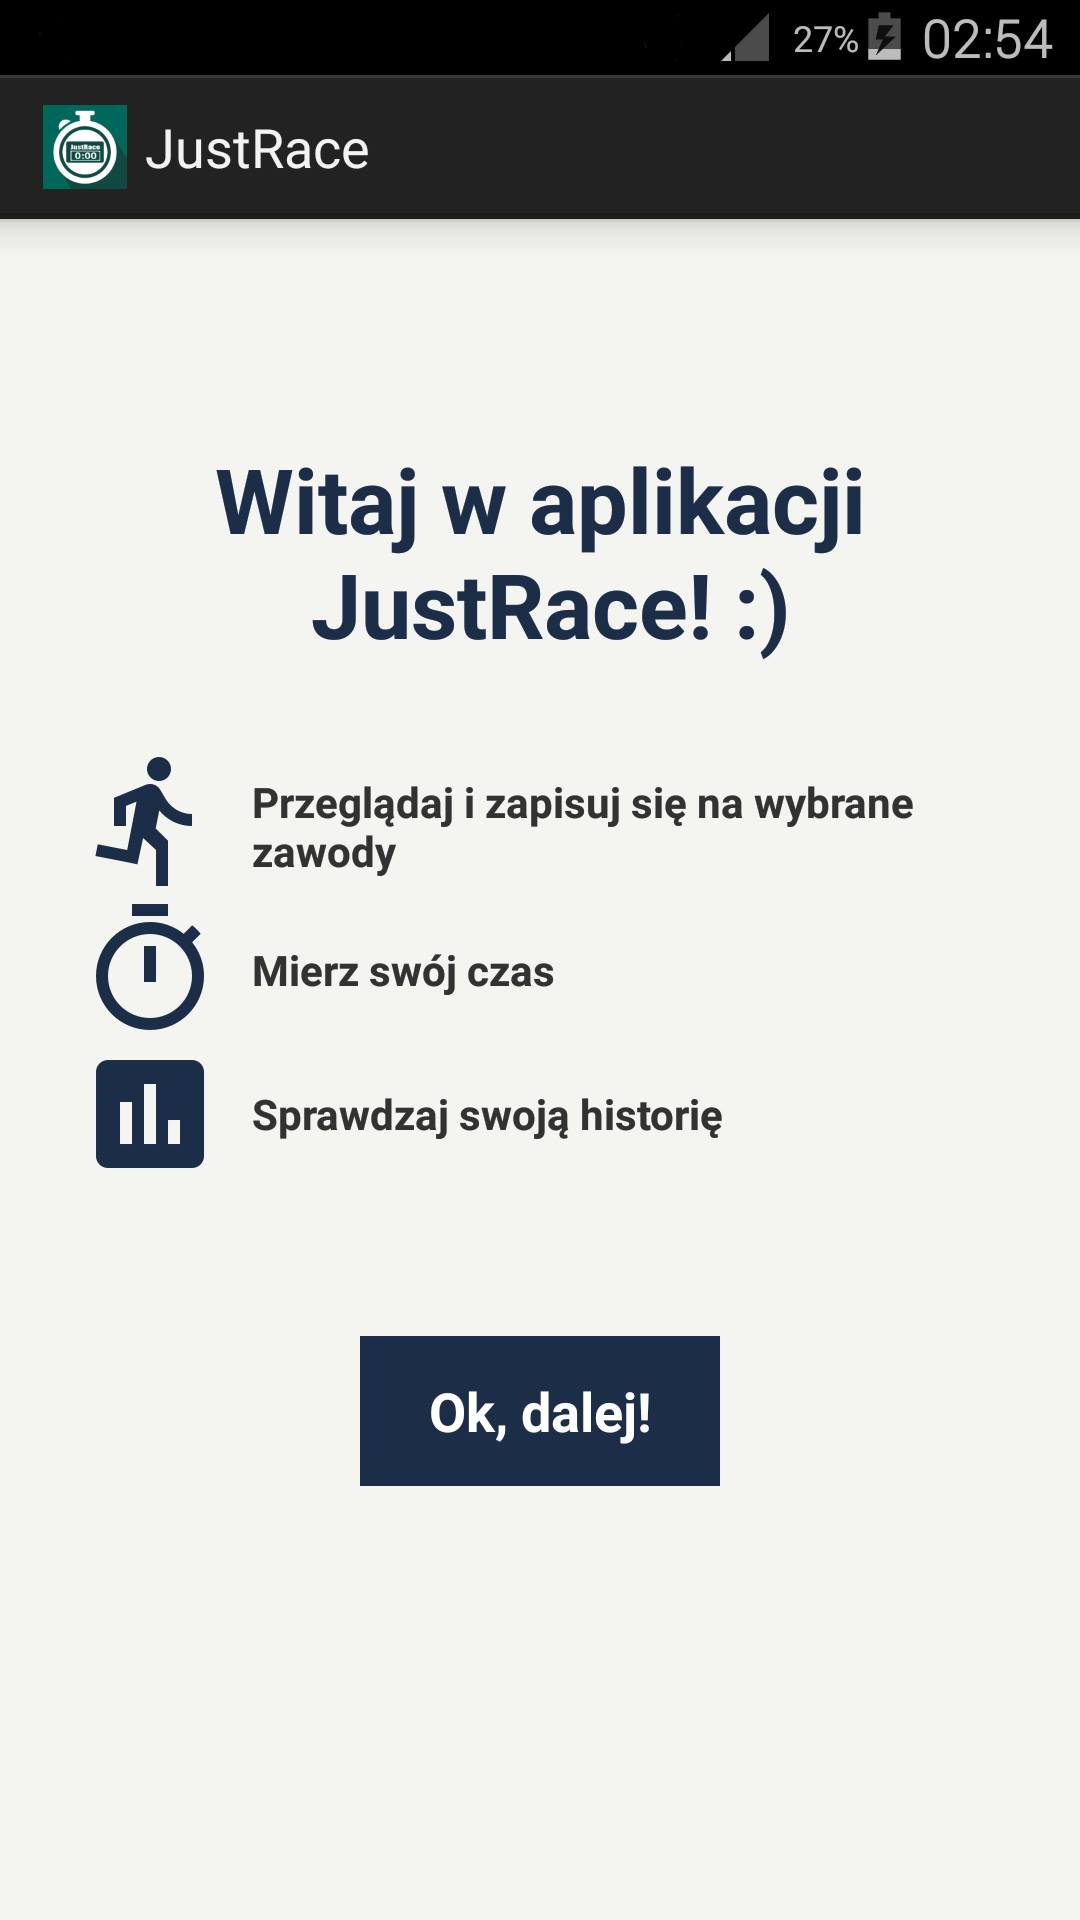 27% 02:54
JustRace
0:00
JustRace
Witaj w aplikacji
JustRace! :)
Przeglądaj i zapisuj się na wybrane
zawody
Mierz swój czas
Sprawdzaj swoją historię
Ok, dalej!